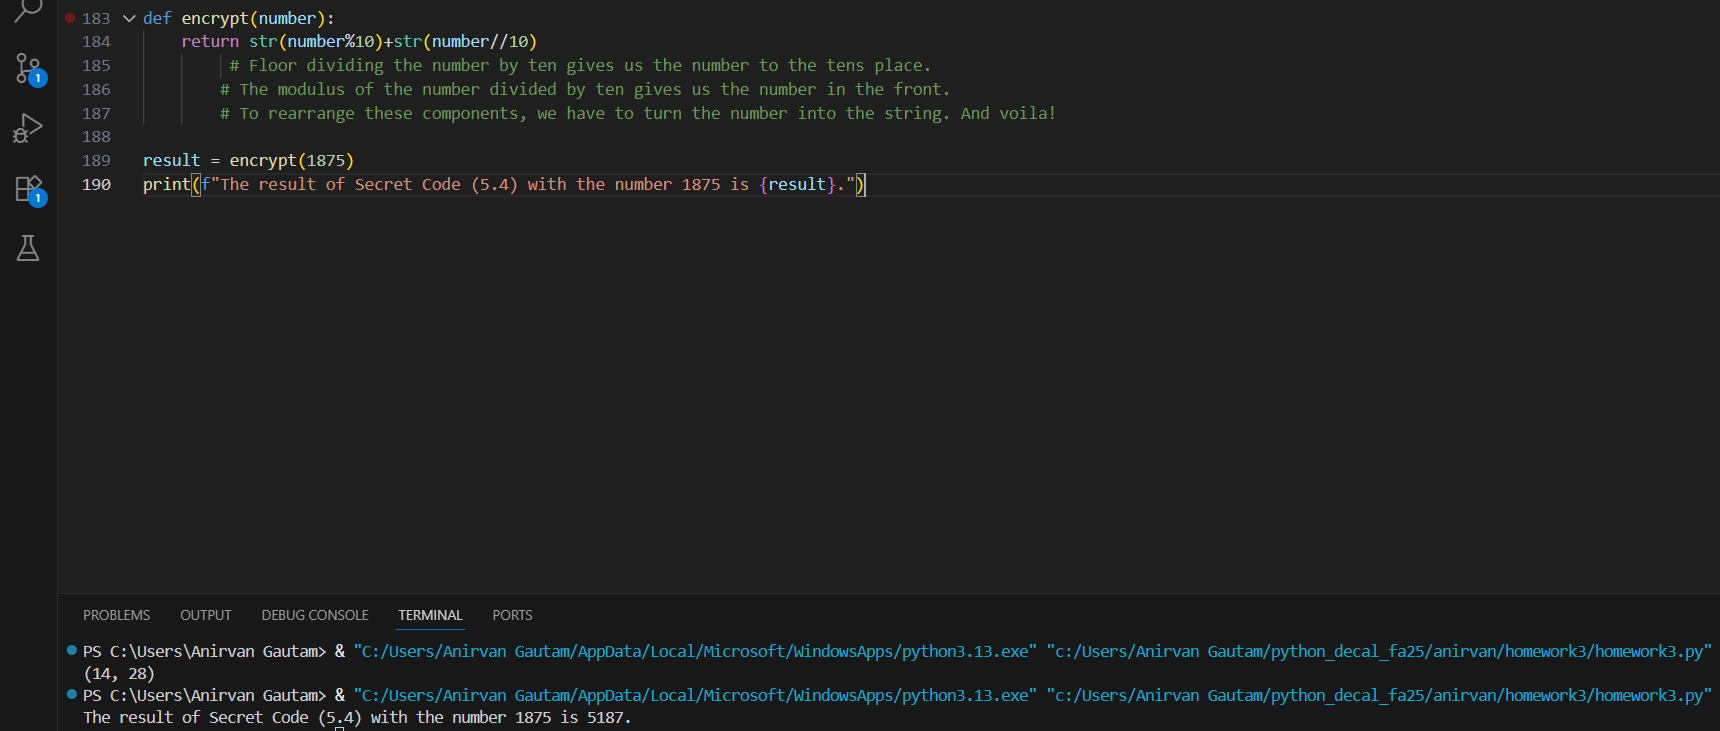 183 def encrypt(number):
184 return str(number%10)+str(number//10)
185 # Floor dividing the number by ten gives us the number to the tens place.
186 # The modulus of the number divided by ten gives us the number in the front.
187 # To rearrange these components, we have to turn the number into the string. And voila!
188
189 result = encrypt(1875)
190 print(f"The result of Secret Code (5.4) with the number 1875 is {result}.")
1
1
PROBLEMS OUTPUT DEBUG CONSOLE TERMINAL PORTS
PS C:\Users\Anirvan Gautam> & "C:/Users/Anirvan Gautam/AppData/Local/Microsoft/WindowsApps/python3.13.exe" "c:/Users/Anirvan Gautam/python_decal_fa25/anirvan/homework3/homework3.py"
(14, 28)
PS C:\Users\Anirvan Gautam> & "C:/Users/Anirvan Gautam/AppData/Local/Microsoft/WindowsApps/python3.13.exe" "c:/Users/Anirvan Gautam/python_decal_fa25/anirvan/homework3/homework3.py"
The result of Secret Code (5.4) with the number 1875 is 5187.